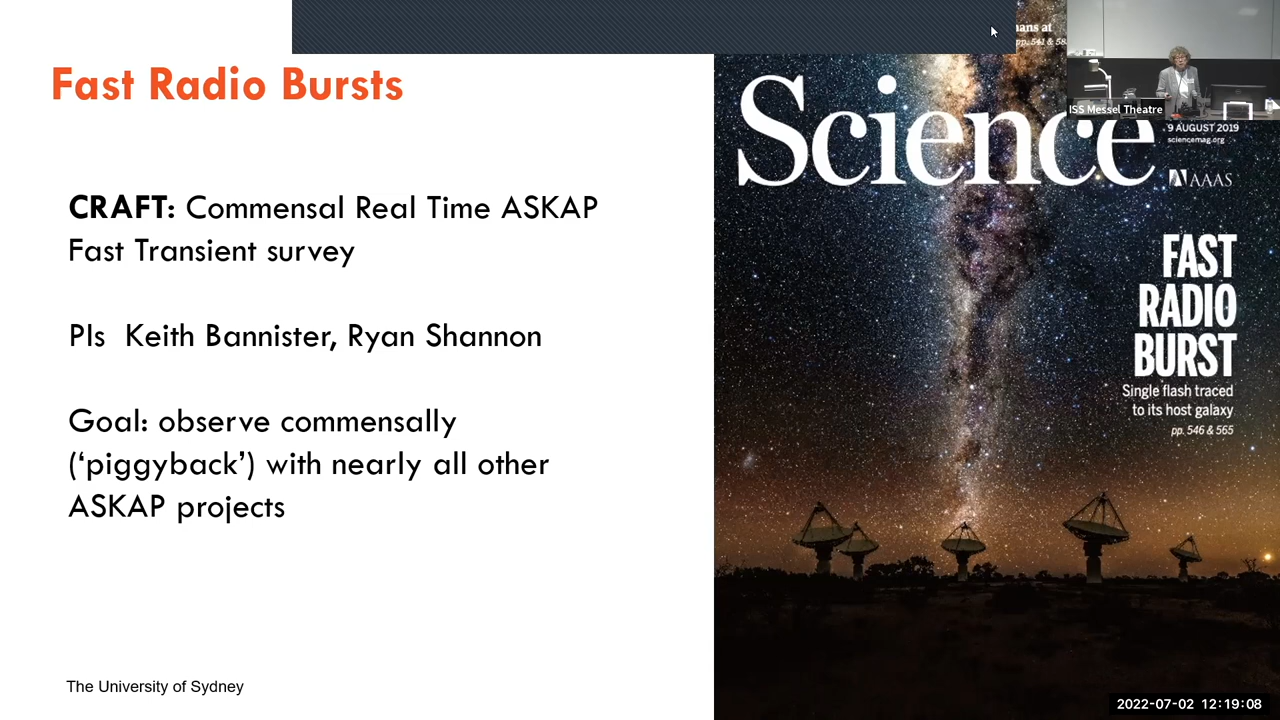 Fast Radio Bursts
CRAFT: Commensal Real Time ASKAP
Fast Transient survey
PIs Keith Bannister, Ryan Shannon
Goal: observe commensally
(‘piggyback’) with nearly all other
ASKAP projects
The University of Sydney
at
Science
9 AUGUST 2019
sciencemag.org
AAAS
FAST
RADIO
BURST
Single flash traced
to its host galaxy
pp. 546 & 565
ISS Messel Theatre
2022-07-02 12:19:08